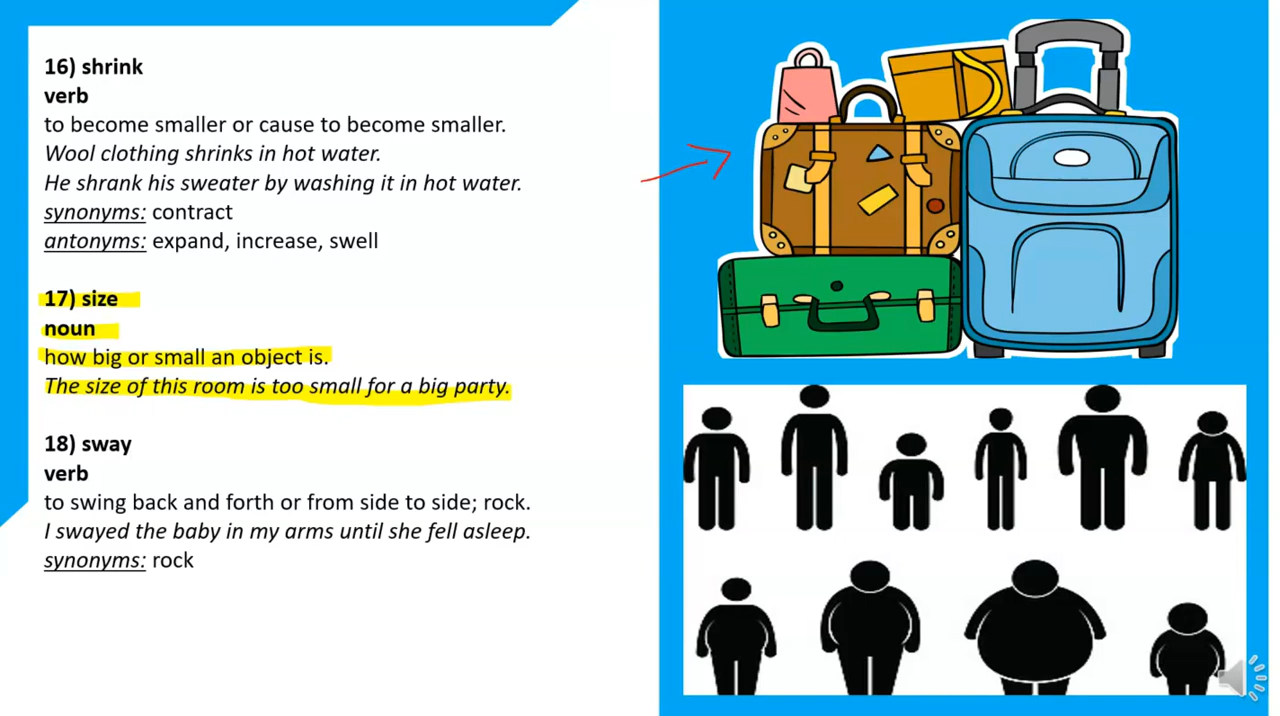 16) shrink
verb
to become smaller or cause to become smaller.
Wool clothing shrinks in hot water.
He shrank his sweater by washing it in hot water.
synonyms: contract
antonyms: expand, increase, swell
17) size
noun
how big or small an object is.
The size of this room is too small for a big party.
18) sway
verb
to swing back and forth or from side to side; rock.
I swayed the baby in my arms until she fell asleep.
synonyms: rock